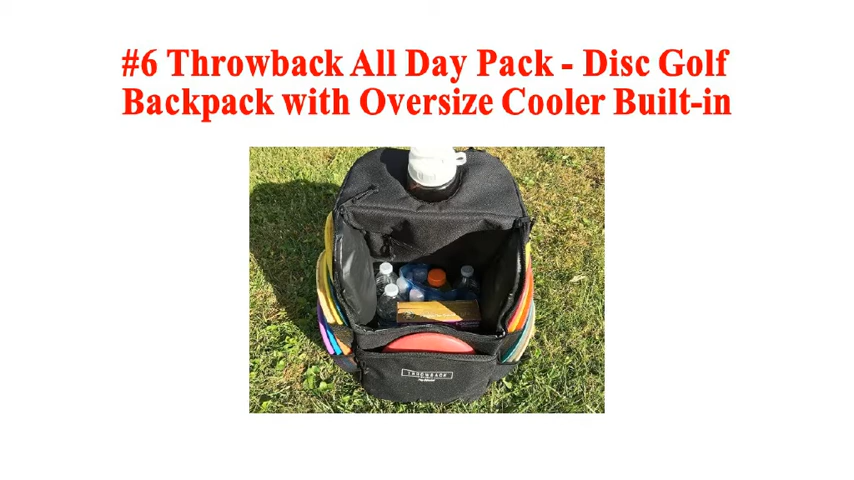 #6 Throwback All Day Pack - Disc Golf
Backpack with Oversize Cooler Built-in
THROWBACK